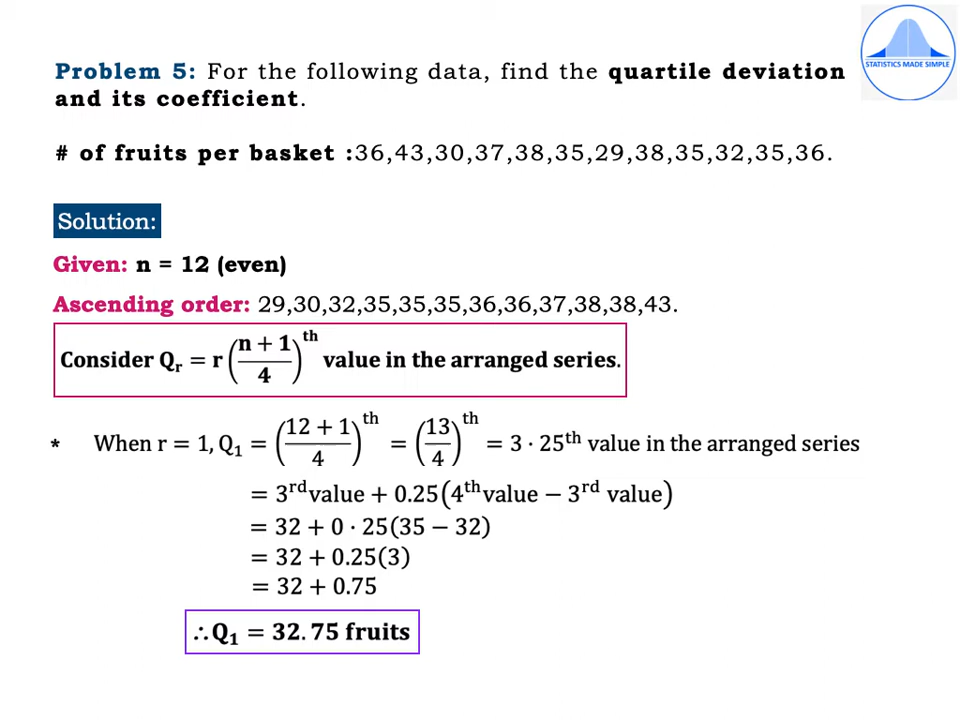 STATISTICS MADE SIMPLE
Problem 5: For the following data, find the quartile deviation
and its coefficient.
# of fruits per basket :36,43,30,37,38,35,29,38,35,32,35,36.
Solution:
Given: n = 12 (even)
Ascending order: 29,30,32,35,35,35,36,36,37,38,38,43.
Consider Qᵣ = r((n + 1)/4)ᵗʰ value in the arranged series.
* When r = 1, Q₁ = ((12 + 1)/4)ᵗʰ = (13/4)ᵗʰ = 3 · 25ᵗʰ value in the arranged series
= 3ʳᵈ value + 0.25(4ᵗʰ value − 3ʳᵈ value)
= 32 + 0 · 25(35 − 32)
= 32 + 0.25(3)
= 32 + 0.75
∴ Q₁ = 32.75 fruits